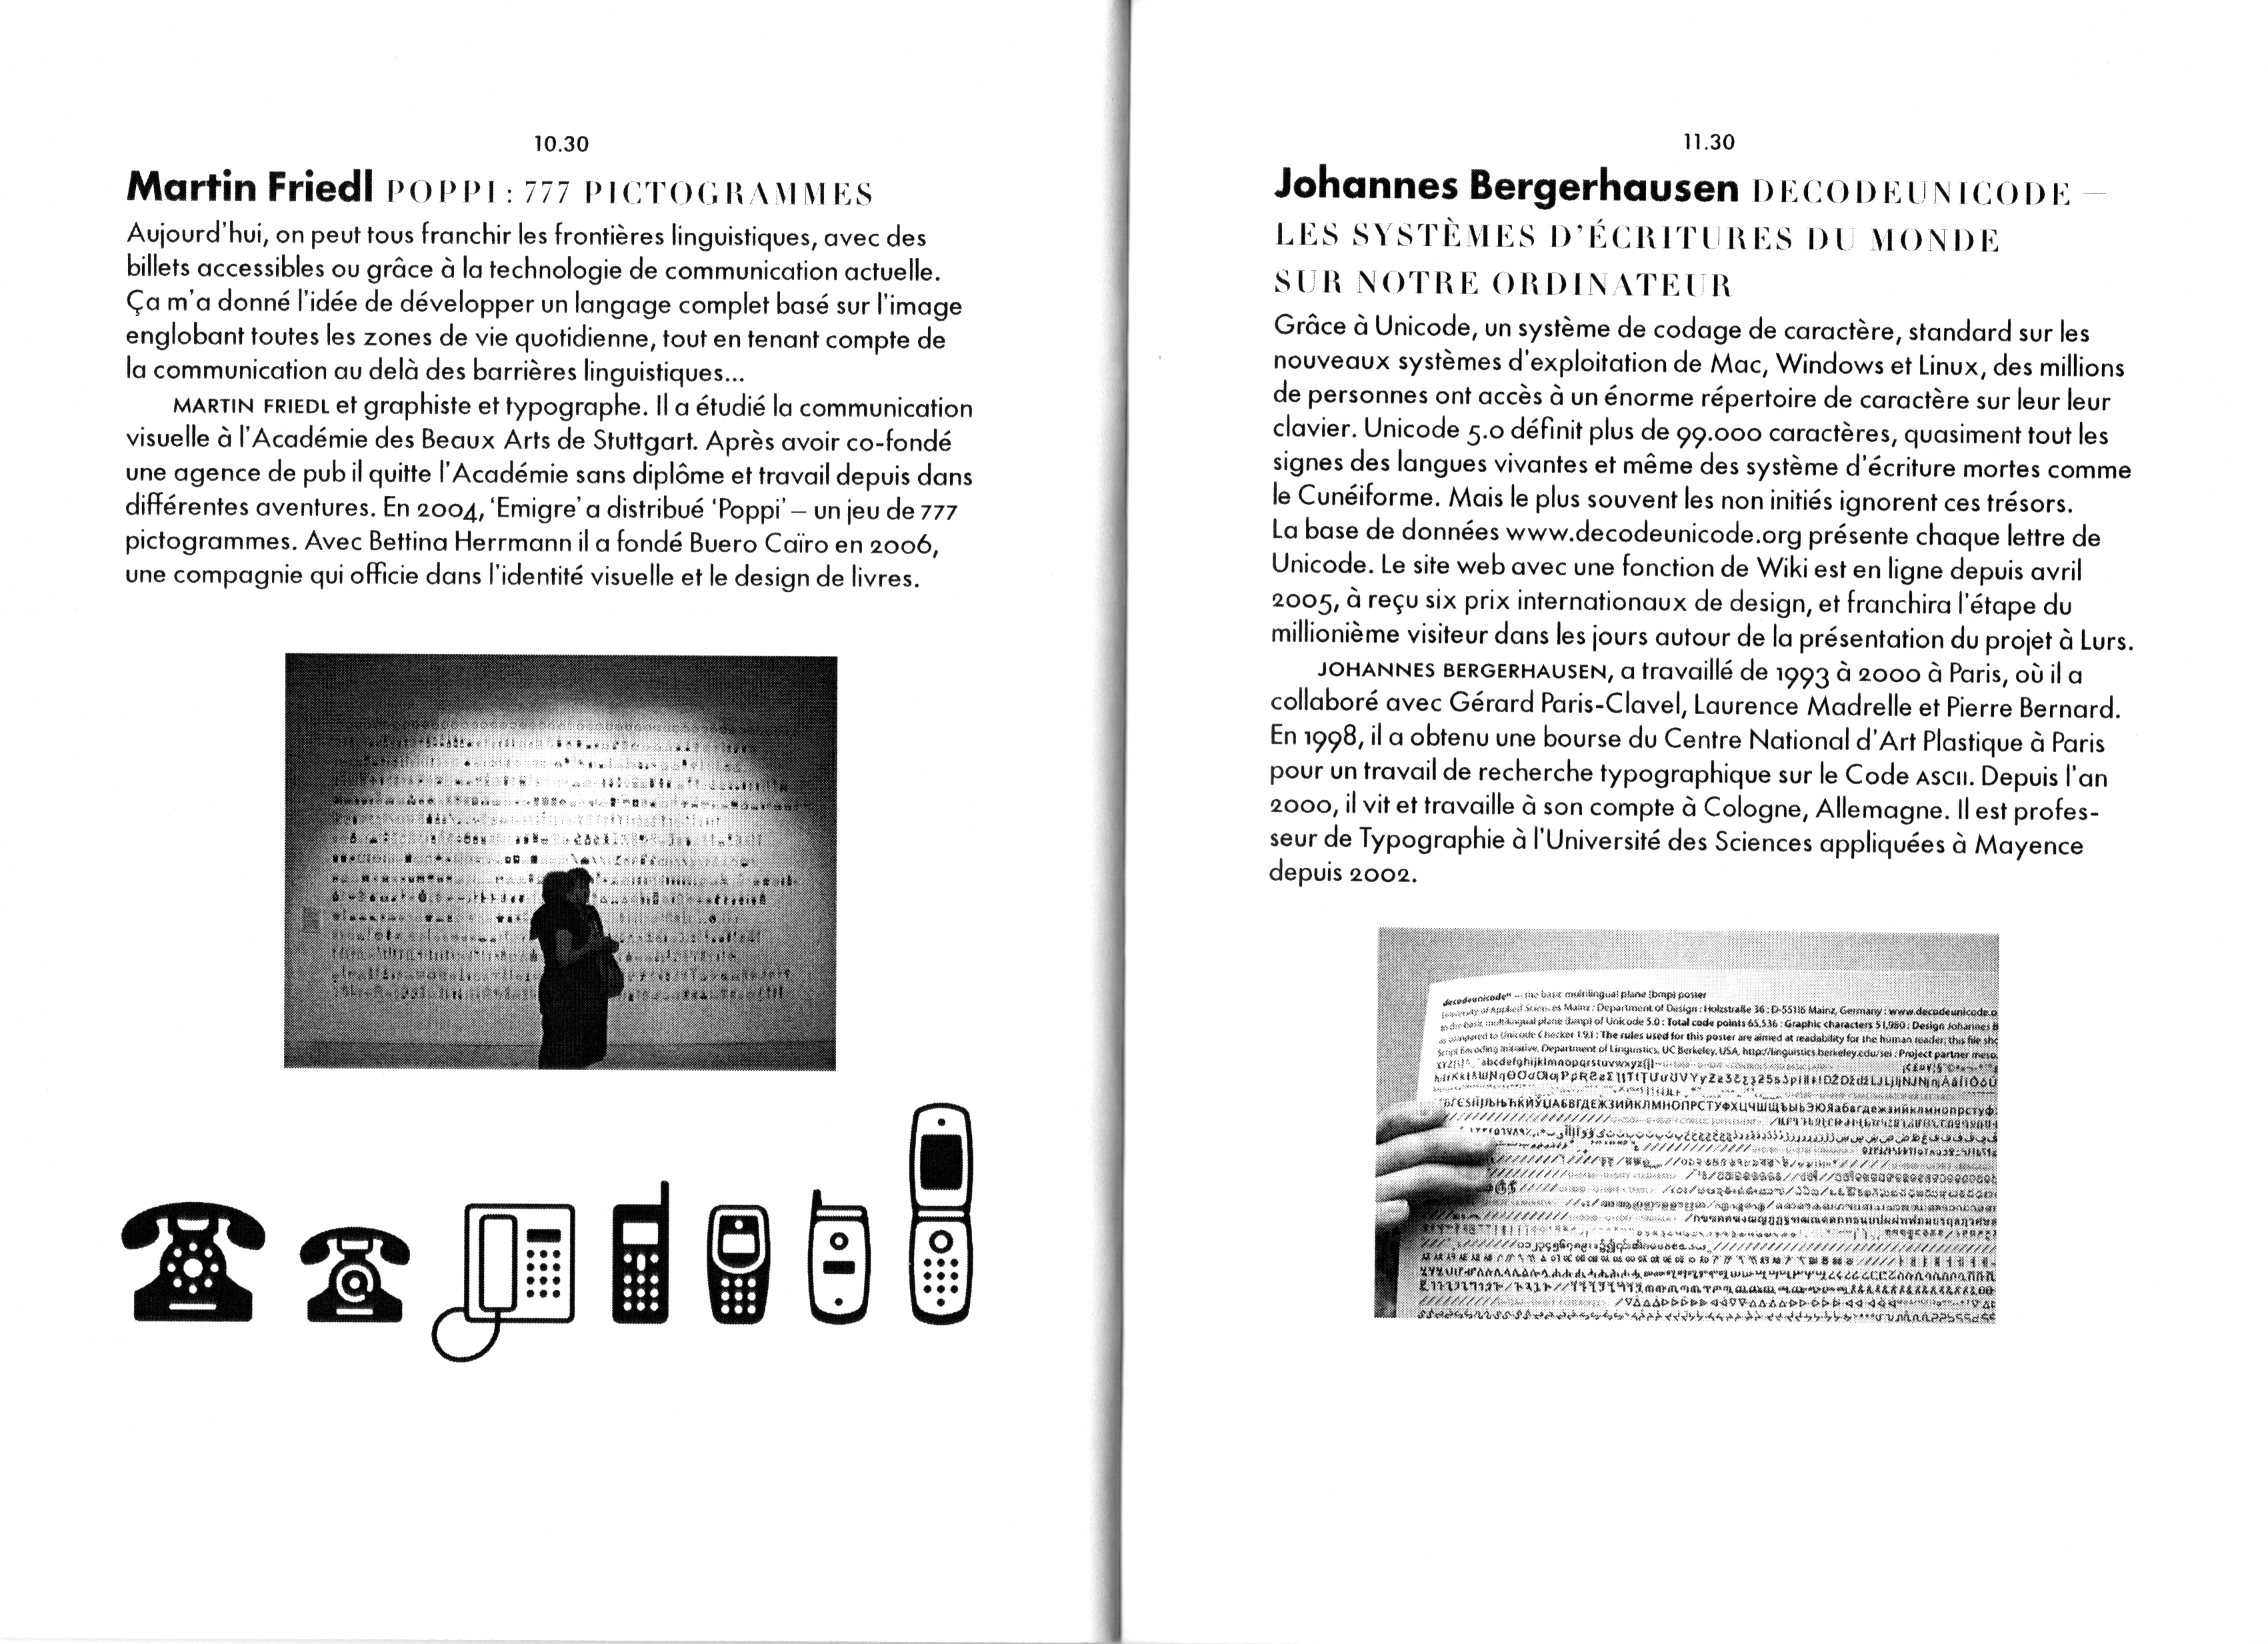 10.30
Martin Friedl POPPI : 777 PICTOGRAMMES
Aujourd'hui, on peut tous franchir les frontières linguistiques, avec des
billets accessibles ou grâce à la technologie de communication actuelle.
Ça m'a donné l'idée de développer un langage complet basé sur l'image
englobant toutes les zones de vie quotidienne, tout en tenant compte de
la communication au delà des barrières linguistiques...
MARTIN FRIEDL et graphiste et typographe. Il a étudié la communication
visuelle à l'Académie des Beaux Arts de Stuttgart. Après avoir co-fondé
une agence de pub il quitte l'Académie sans diplôme et travail depuis dans
différentes aventures. En 2004, ‘Emigre’ a distribué ‘Poppi’ – un jeu de 777
pictogrammes. Avec Bettina Herrmann il a fondé Buero Caïro en 2006,
une compagnie qui officie dans l'identité visuelle et le design de livres.
11.30
Johannes Bergerhausen DECODEUNICODE –
LES SYSTÈMES D'ÉCRITURES DU MONDE
SUR NOTRE ORDINATEUR
Grâce à Unicode, un système de codage de caractère, standard sur les
nouveaux systèmes d'exploitation de Mac, Windows et Linux, des millions
de personnes ont accès à un énorme répertoire de caractère sur leur leur
clavier. Unicode 5.0 définit plus de 99.000 caractères, quasiment tout les
signes des langues vivantes et même des système d'écriture mortes comme
le Cunéiforme. Mais le plus souvent les non initiés ignorent ces trésors.
La base de données www.decodeunicode.org présente chaque lettre de
Unicode. Le site web avec une fonction de Wiki est en ligne depuis avril
2005, à reçu six prix internationaux de design, et franchira l'étape du
millionième visiteur dans les jours autour de la présentation du projet à Lurs.
JOHANNES BERGERHAUSEN, a travaillé de 1993 à 2000 à Paris, où il a
collaboré avec Gérard Paris-Clavel, Laurence Madrelle et Pierre Bernard.
En 1998, il a obtenu une bourse du Centre National d'Art Plastique à Paris
pour un travail de recherche typographique sur le Code ASCII. Depuis l'an
2000, il vit et travaille à son compte à Cologne, Allemagne. Il est profes-
seur de Typographie à l'Université des Sciences appliquées à Mayence
depuis 2002.
decodeunicode — the basic multilingual plane (bmp) poster
University of Applied Sciences Mainz : Department of Design : Holzstraße 36 : D-55116 Mainz, Germany : www.decodeunicode.o
basic multilingual plane (bmp) of Unicode 5.0 : Total code points 65,536 : Graphic characters 51,980 : Design Johannes B
as compared to Unicode Checker 1.9.1 : The rules used for this poster are aimed at readability for the human reader; this file sho
Script Encoding Initiative, Department of Linguistics, UC Berkeley, USA, http://linguistics.berkeley.edu/sei : Project partner meso
abcdefghijklmnopqrstuvwxyz